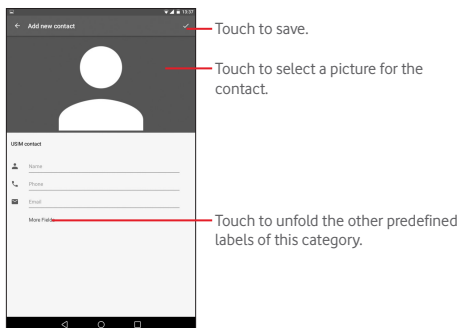 13:37
Add new contact
Touch to save.
Touch to select a picture for the
contact.
USIM contact
Name
Phone
Email
More Fields
Touch to unfold the other predefined
labels of this category.